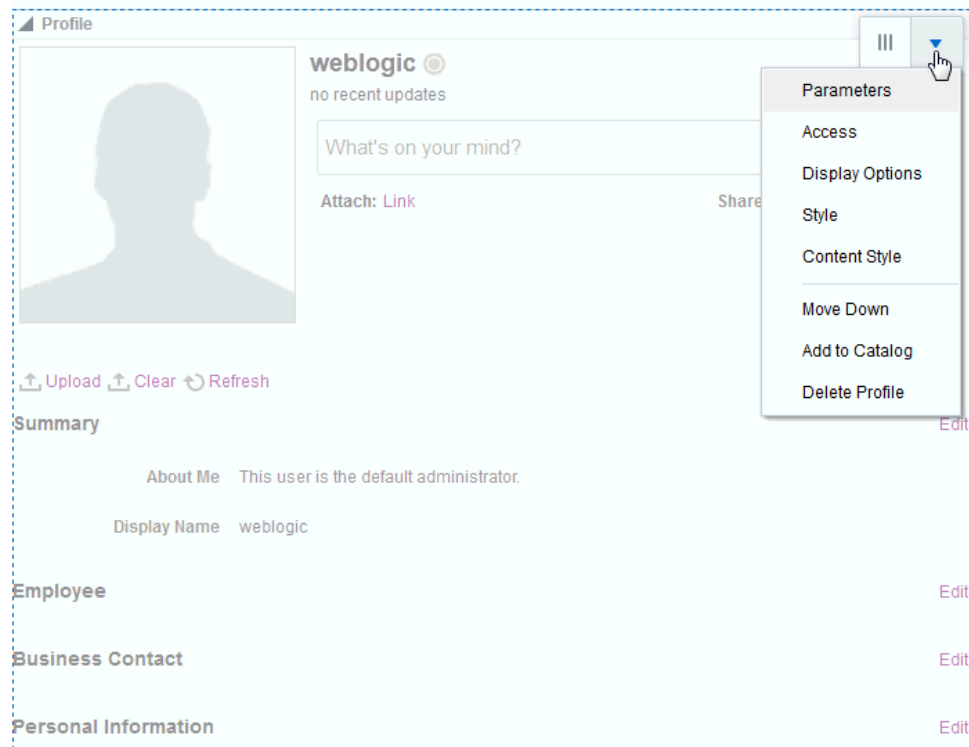 Profile
weblogic
no recent updates
What's on your mind?
Attach: Link
Share
Parameters
Access
Display Options
Style
Content Style
Move Down
Add to Catalog
Delete Profile
Upload Clear Refresh
Summary Edit
About Me This user is the default administrator.
Display Name weblogic
Employee Edit
Business Contact Edit
Personal Information Edit